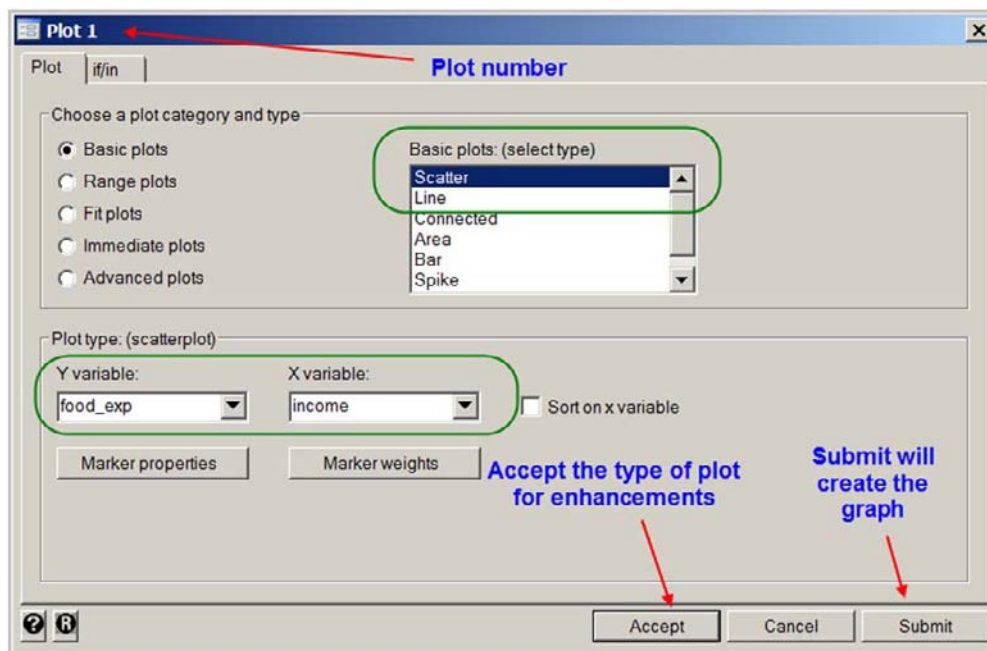 Plot 1
Plot if/in
Plot number
Choose a plot category and type
Basic plots
Range plots
Fit plots
Immediate plots
Advanced plots
Basic plots: (select type)
Scatter
Line
Connected
Area
Bar
Spike
Plot type: (scatterplot)
Y variable:
food_exp
X variable:
income
Sort on x variable
Marker properties
Marker weights
Accept the type of plot
for enhancements
Submit will
create the
graph
? R
Accept Cancel Submit